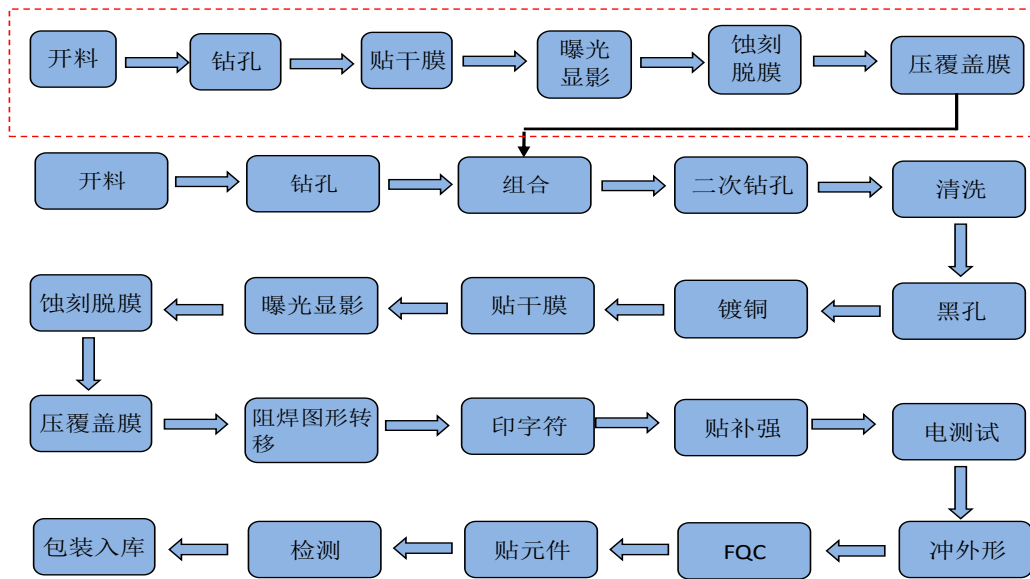 开料
钻孔
贴干膜
曝光
显影
蚀刻
脱膜
压覆盖膜
开料
钻孔
组合
二次钻孔
清洗
蚀刻脱膜
曝光显影
贴干膜
镀铜
黑孔
压覆盖膜
阻焊图形转
移
印字符
贴补强
电测试
包装入库
检测
贴元件
FQC
冲外形